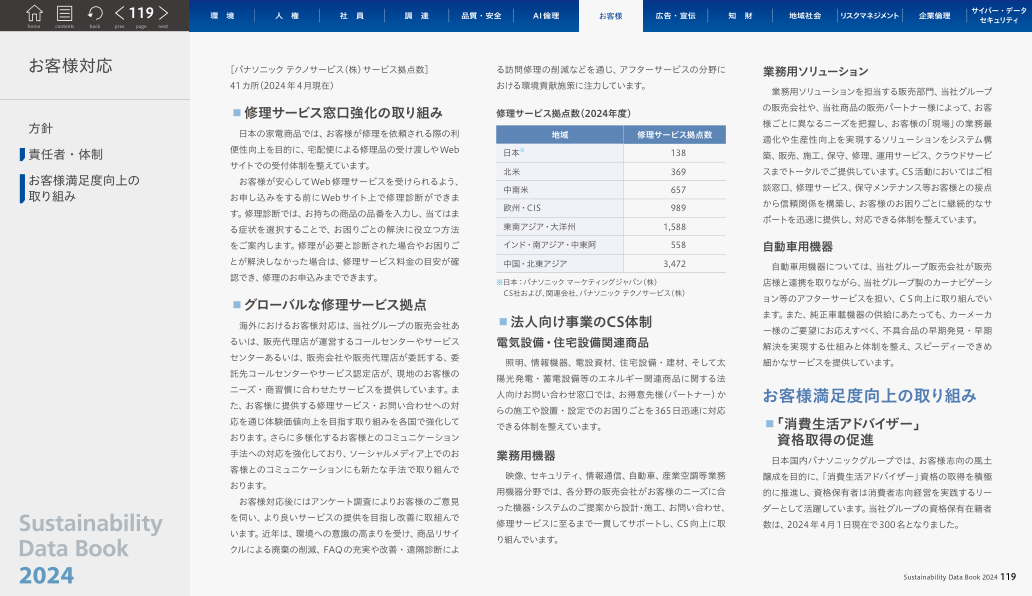 119
home
contents
back
prev
page
next
環 境
人 権
社 員
調 達
品質・安全
AI倫理
お客様
広告・宣伝
知 財
地域社会
リスクマネジメント
企業倫理
サイバー・データ
セキュリティ
お客様対応
方針
責任者・体制
お客様満足度向上の
取り組み
Sustainability
Data Book
2024
［パナソニック テクノサービス（株）サービス拠点数］
41カ所（2024年4月現在）
■ 修理サービス窓口強化の取り組み
日本の家電商品では、お客様が修理を依頼される際の利
便性向上を目的に、宅配便による修理品の受け渡しやWeb
サイトでの受付体制を整えています。
お客様が安心してWeb修理サービスを受けられるよう、
お申し込みをする前にWebサイト上で修理診断ができま
す。修理診断では、お持ちの商品の品番を入力し、当てはま
る症状を選択することで、お困りごとの解決に役立つ方法
をご案内します。修理が必要と診断された場合やお困りご
とが解決しなかった場合は、修理サービス料金の目安が確
認でき、修理のお申込みまでできます。
■ グローバルな修理サービス拠点
海外におけるお客様対応は、当社グループの販売会社あ
るいは、販売代理店が運営するコールセンターやサービス
センターあるいは、販売会社や販売代理店が委託する、委
託先コールセンターやサービス認定店が、現地のお客様の
ニーズ・商習慣に合わせたサービスを提供しています。ま
た、お客様に提供する修理サービス・お問い合わせへの対
応を通じ体験価値向上を目指す取り組みを各国で強化して
おります。さらに多様化するお客様とのコミュニケーション
手法への対応を強化しており、ソーシャルメディア上でのお
客様とのコミュニケーションにも新たな手法で取り組んで
おります。
お客様対応後にはアンケート調査によりお客様のご意見
を伺い、より良いサービスの提供を目指し改善に取組んで
います。近年は、環境への意識の高まりを受け、商品リサイ
クルによる廃棄の削減、FAQの充実や改善・遠隔診断によ
る訪問修理の削減などを通じ、アフターサービスの分野に
おける環境貢献施策に注力しています。
修理サービス拠点数（2024年度）
地域 修理サービス拠点数
日本※ 138
北米 369
中南米 657
欧州・CIS 989
東南アジア・大洋州 1,588
インド・南アジア・中東阿 558
中国・北東アジア 3,472
※日本：パナソニック マーケティングジャパン（株）
CS社および、関連会社、パナソニック テクノサービス（株）
■ 法人向け事業のCS体制
電気設備・住宅設備関連商品
照明、情報機器、電設資材、住宅設備・建材、そして太
陽光発電・蓄電設備等のエネルギー関連商品に関する法
人向けお問い合わせ窓口では、お得意先様（パートナー）か
らの施工や設置・設定でのお困りごとを365日迅速に対応
できる体制を整えています。
業務用機器
映像、セキュリティ、情報通信、自動車、産業空調等業務
用機器分野では、各分野の販売会社がお客様のニーズに合
った機器・システムのご提案から設計・施工、お問い合わせ、
修理サービスに至るまで一貫してサポートし、CS向上に取
り組んでいます。
業務用ソリューション
業務用ソリューションを担当する販売部門、当社グループ
の販売会社や、当社商品の販売パートナー様によって、お客
様ごとに異なるニーズを把握し、お客様の「現場」の業務最
適化や生産性向上を実現するソリューションをシステム構
築、販売、施工、保守、修理、運用サービス、クラウドサービ
スまでトータルでご提供しています。CS活動においてはご相
談窓口、修理サービス、保守メンテナンス等お客様との接点
から信頼関係を構築し、お客様のお困りごとに継続的なサ
ポートを迅速に提供し、対応できる体制を整えています。
自動車用機器
自動車用機器については、当社グループ販売会社が販売
店様と連携を取りながら、当社グループ製のカーナビゲーシ
ョン等のアフターサービスを担い、CS向上に取り組んでい
ます。また、純正車載機器の供給にあたっても、カーメーカ
ー様のご要望にお応えすべく、不具合品の早期発見・早期
解決を実現する仕組みと体制を整え、スピーディーできめ
細かなサービスを提供しています。
お客様満足度向上の取り組み
■ 「消費生活アドバイザー」
資格取得の促進
日本国内パナソニックグループでは、お客様志向の風土
醸成を目的に、「消費生活アドバイザー」資格の取得を積極
的に推進し、資格保有者は消費者志向経営を実践するリー
ダーとして活躍しています。当社グループの資格保有在籍者
数は、2024年4月1日現在で300名となりました。
Sustainability Data Book 2024 119